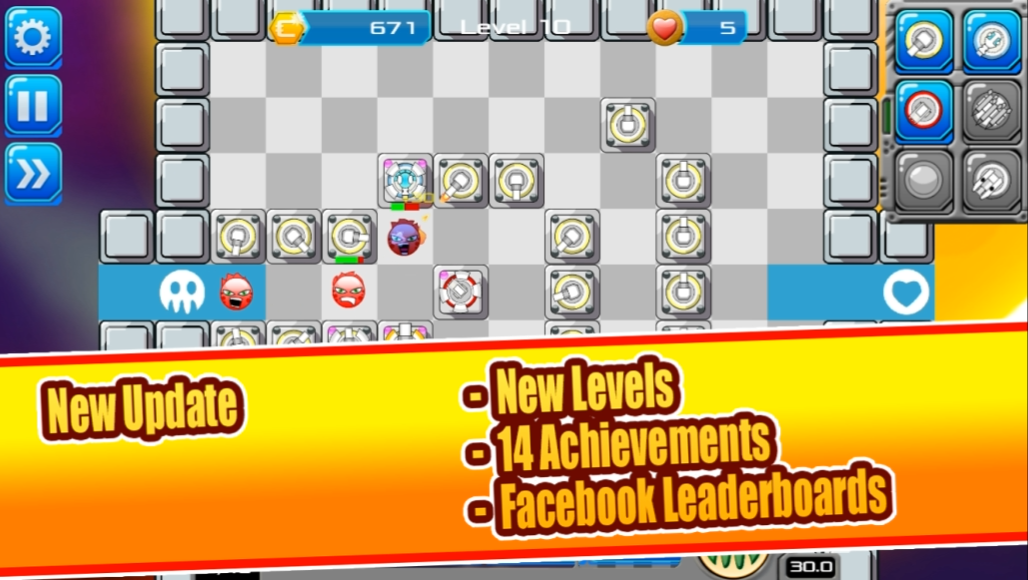 671
Level 10
5
New Update
- New Levels
- 14 Achievements
- Facebook Leaderboards
30.0